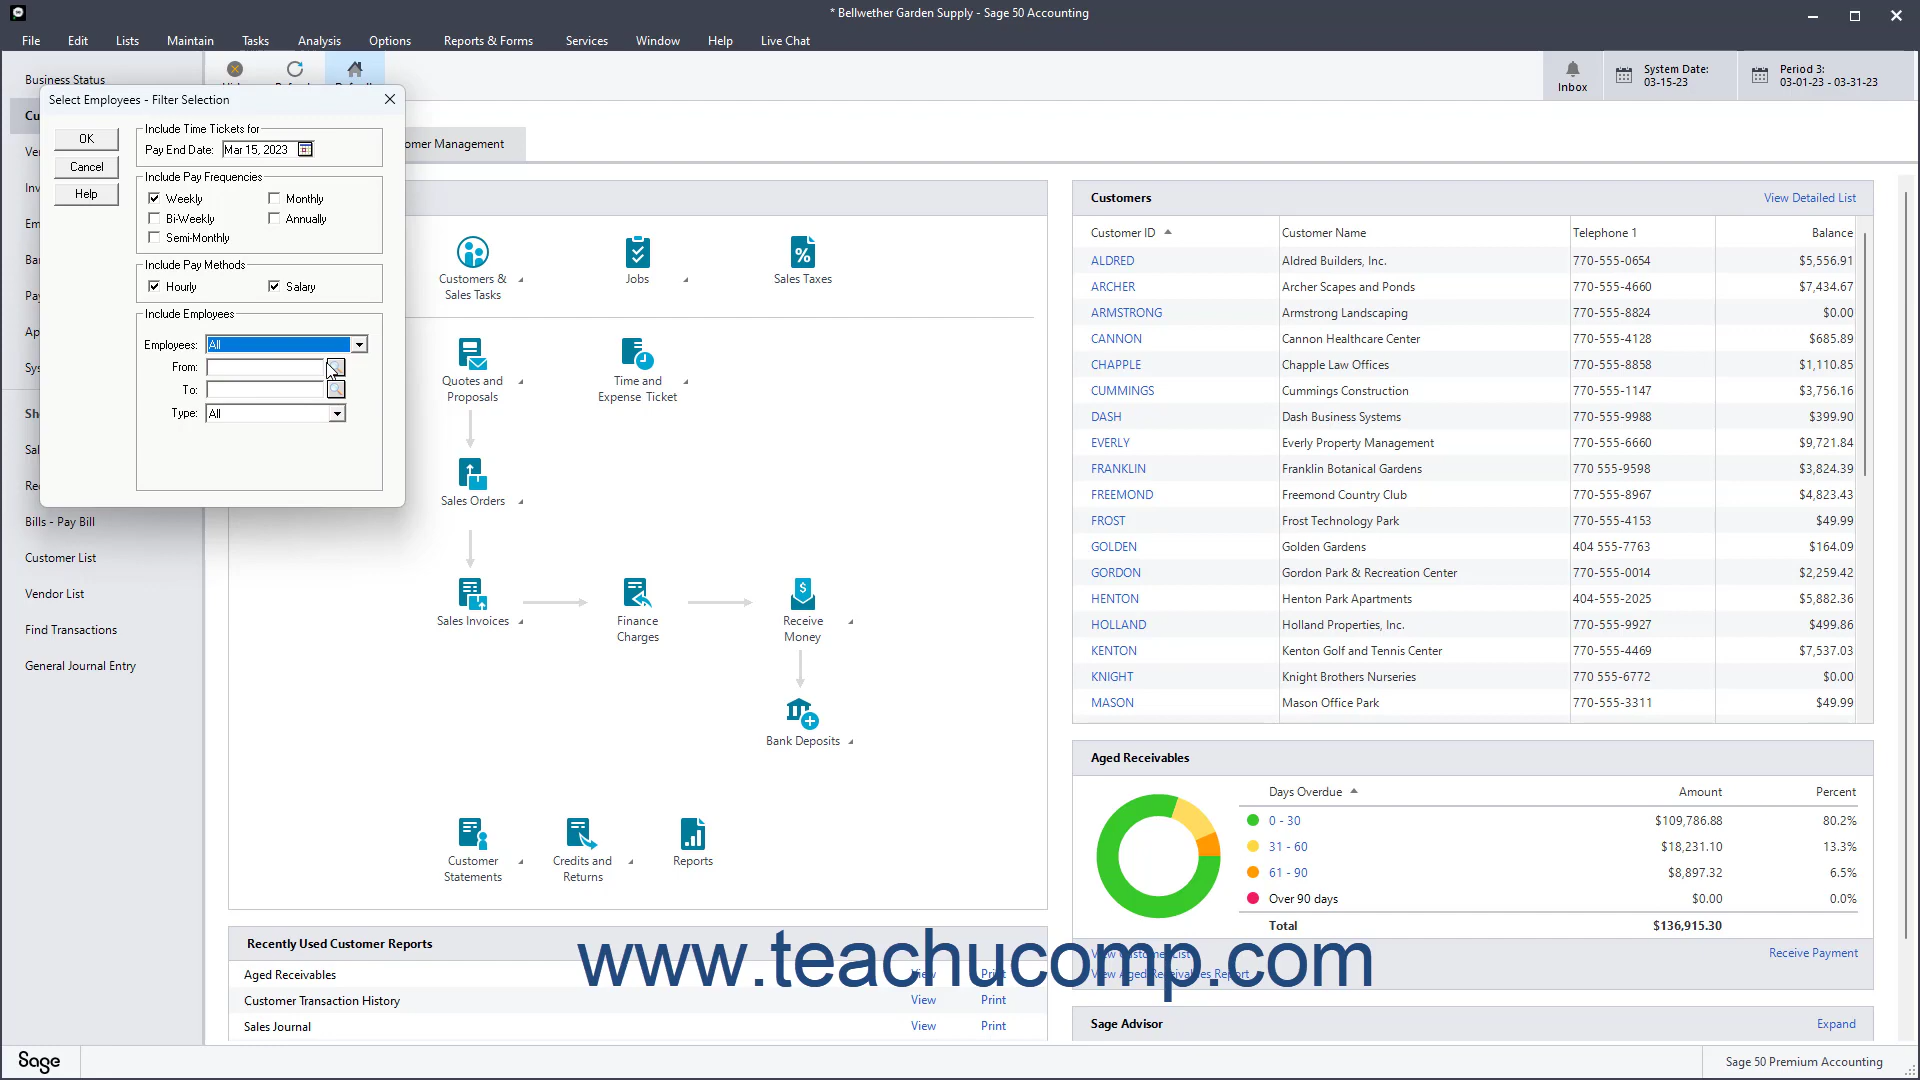 * Bellwether Garden Supply - Sage 50 Accounting
File Edit Lists Maintain Tasks Analysis Options Reports & Forms Services Window Help Live Chat
Business Status
Inbox
System Date:
03-15-23
Period 3:
03-01-23 - 03-31-23
Select Employees - Filter Selection
OK
Cancel
Help
Include Time Tickets for
Pay End Date: Mar 15, 2023
Include Pay Frequencies
Weekly Monthly
Bi-Weekly Annually
Semi-Monthly
Include Pay Methods
Hourly Salary
Include Employees
Employees: All
From:
To:
Type: All
Bills - Pay Bill
Customer List
Vendor List
Find Transactions
General Journal Entry
Management
Customers &
Sales Tasks
Jobs
Sales Taxes
Quotes and
Proposals
Time and
Expense Ticket
Sales Orders
Sales Invoices
Finance
Charges
Receive
Money
Bank Deposits
Customer
Statements
Credits and
Returns
Reports
Recently Used Customer Reports
Aged Receivables View Print
Customer Transaction History View Print
Sales Journal View Print
Customers View Detailed List
Customer ID Customer Name Telephone 1 Balance
ALDRED Aldred Builders, Inc. 770-555-0654 $5,556.91
ARCHER Archer Scapes and Ponds 770-555-4660 $7,434.67
ARMSTRONG Armstrong Landscaping 770-555-8824 $0.00
CANNON Cannon Healthcare Center 770-555-4128 $685.89
CHAPPLE Chapple Law Offices 770-555-8858 $1,110.85
CUMMINGS Cummings Construction 770-555-1147 $3,756.16
DASH Dash Business Systems 770-555-9988 $399.90
EVERLY Everly Property Management 770-555-6660 $9,721.84
FRANKLIN Franklin Botanical Gardens 770 555-9598 $3,824.39
FREEMOND Freemond Country Club 770-555-8967 $4,823.43
FROST Frost Technology Park 770-555-4153 $49.99
GOLDEN Golden Gardens 404 555-7763 $164.09
GORDON Gordon Park & Recreation Center 770-555-0014 $2,259.42
HENTON Henton Park Apartments 404-555-2025 $5,882.36
HOLLAND Holland Properties, Inc. 770-555-9927 $499.86
KENTON Kenton Golf and Tennis Center 770-555-4469 $7,537.03
KNIGHT Knight Brothers Nurseries 770 555-6772 $0.00
MASON Mason Office Park 770-555-3311 $49.99
Aged Receivables
Days Overdue Amount Percent
0 - 30 $109,786.88 80.2%
31 - 60 $18,231.10 13.3%
61 - 90 $8,897.32 6.5%
Over 90 days $0.00 0.0%
Total $136,915.30
View Customer List Receive Payment
View Aged Receivables Report
Sage Advisor Expand
www.teachucomp.com
Sage
Sage 50 Premium Accounting